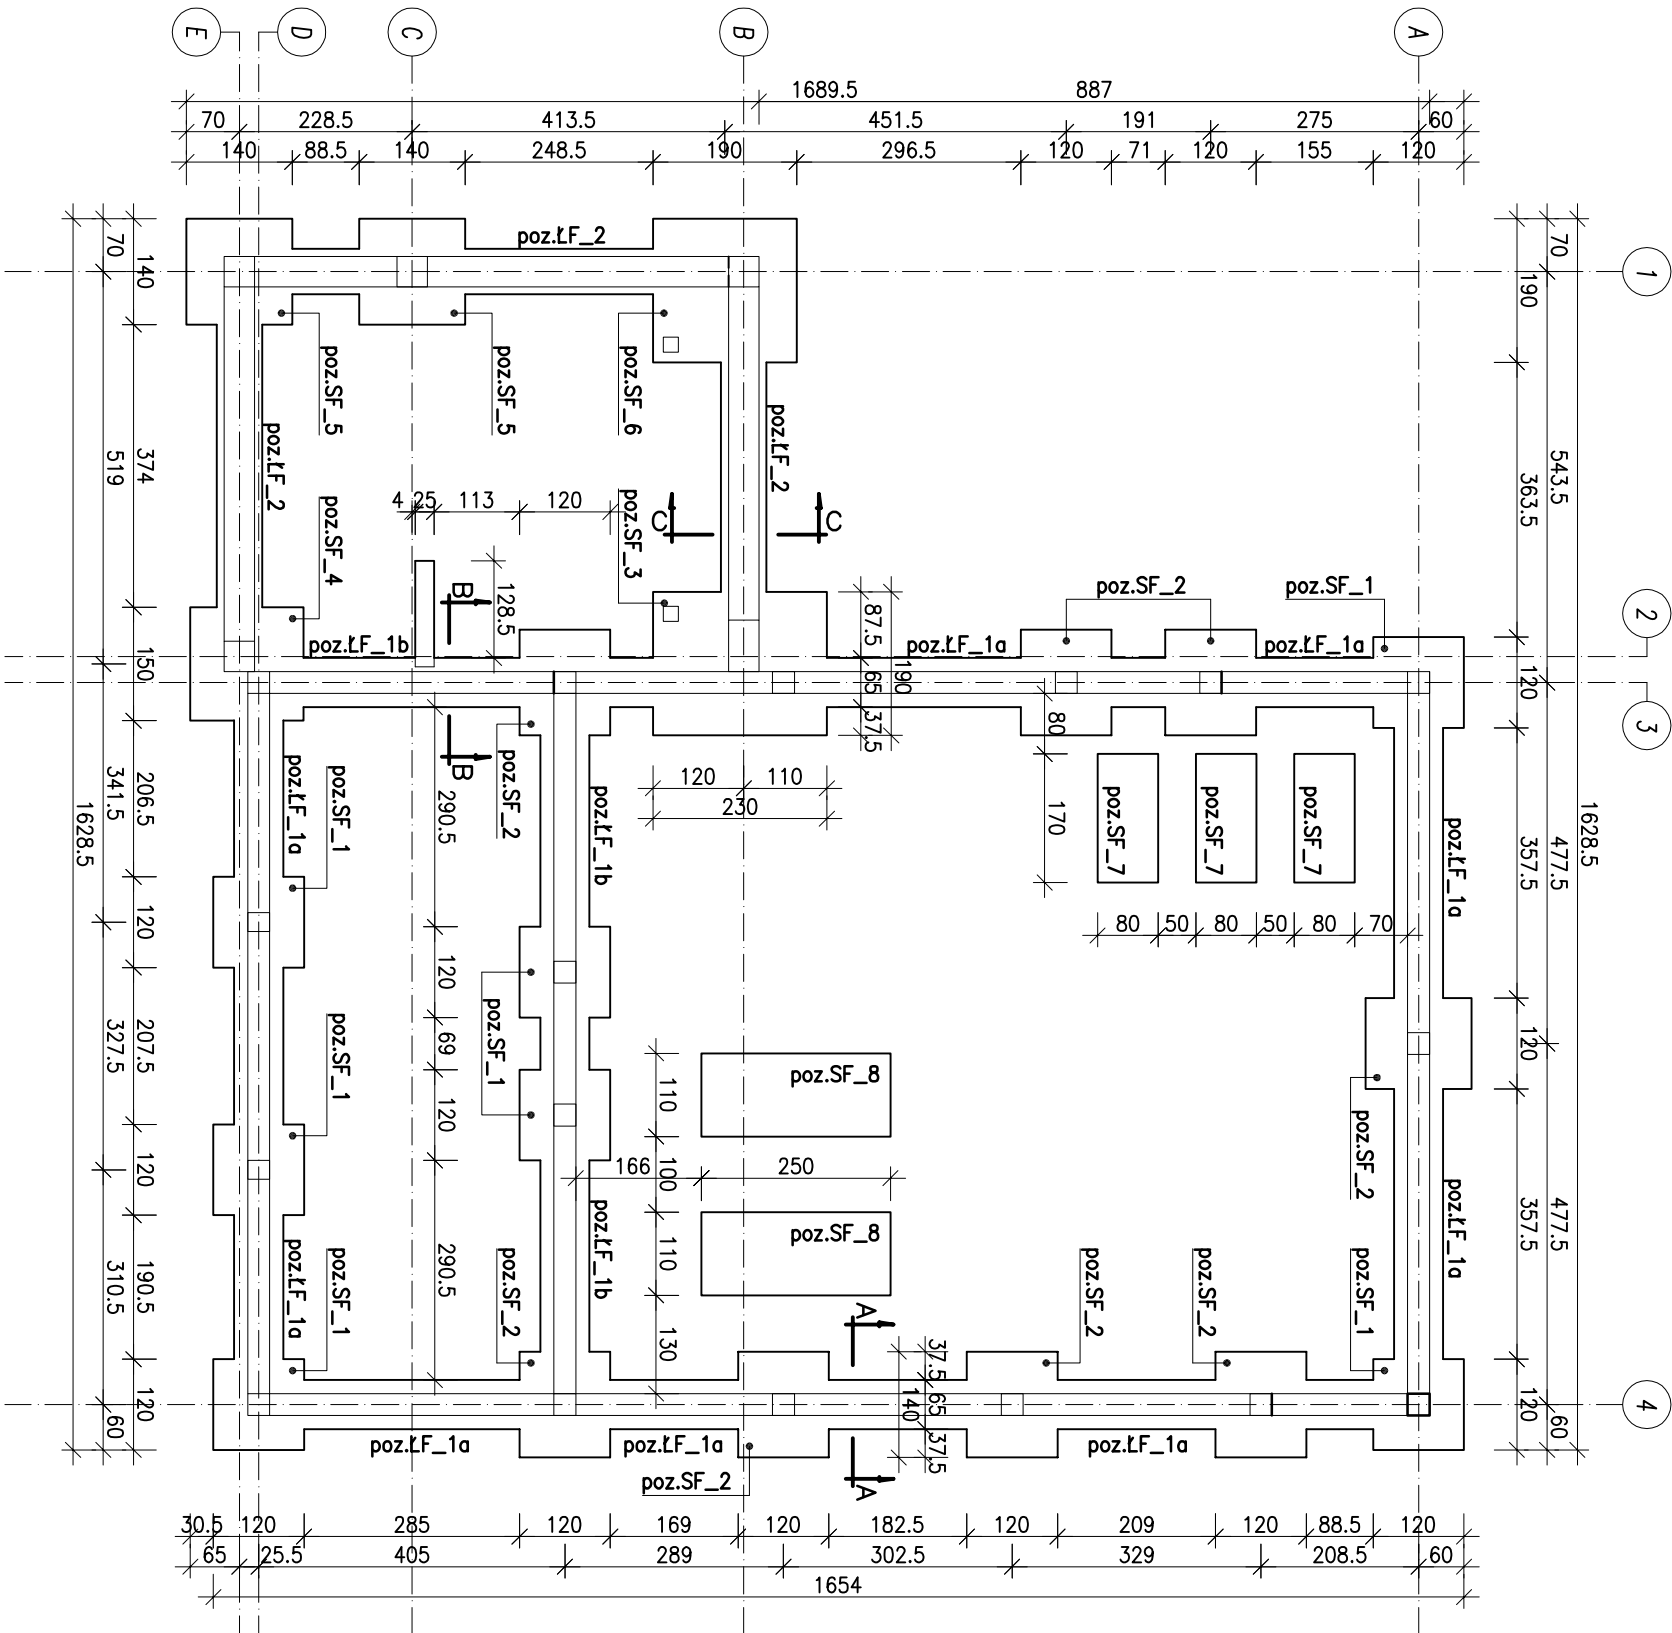 E
D
C
B
A
1689.5
887
70
228.5
413.5
451.5
191
275
60
140
88.5
140
248.5
190
296.5
120
71
120
155
120
70
140
poz.ŁF_2
70
190
1
poz.SF_5
poz.SF_5
poz.SF_6
poz.ŁF_2
poz.ŁF_2
374
519
543.5
363.5
poz.SF_4
4
25
113
120
poz.SF_3
C
C
128.5
B
poz.SF_2
poz.SF_1
2
87.5
poz.ŁF_1b
poz.ŁF_1a
poz.ŁF_1a
150
65
190
120
3
37.5
80
B
poz.SF_2
120
110
230
poz.ŁF_1a
poz.SF_1
206.5
341.5
1628.5
290.5
poz.ŁF_1b
170
poz.SF_7
poz.SF_7
poz.SF_7
poz.ŁF_1a
357.5
477.5
1628.5
80
50
80
50
80
70
120
120
poz.SF_1
69
poz.SF_1
207.5
327.5
120
120
110
poz.SF_8
120
poz.SF_2
166
100
250
poz.ŁF_1b
poz.SF_8
110
poz.ŁF_1a
357.5
477.5
poz.ŁF_1a
poz.SF_1
190.5
310.5
290.5
poz.SF_2
130
A
poz.SF_2
poz.SF_2
poz.SF_1
37.5
65
140
37.5
120
60
120
60
4
poz.ŁF_1a
poz.ŁF_1a
poz.ŁF_1a
poz.SF_2
A
30.5
120
285
120
169
120
182.5
120
209
120
88.5
120
65
25.5
405
289
302.5
329
208.5
60
1654